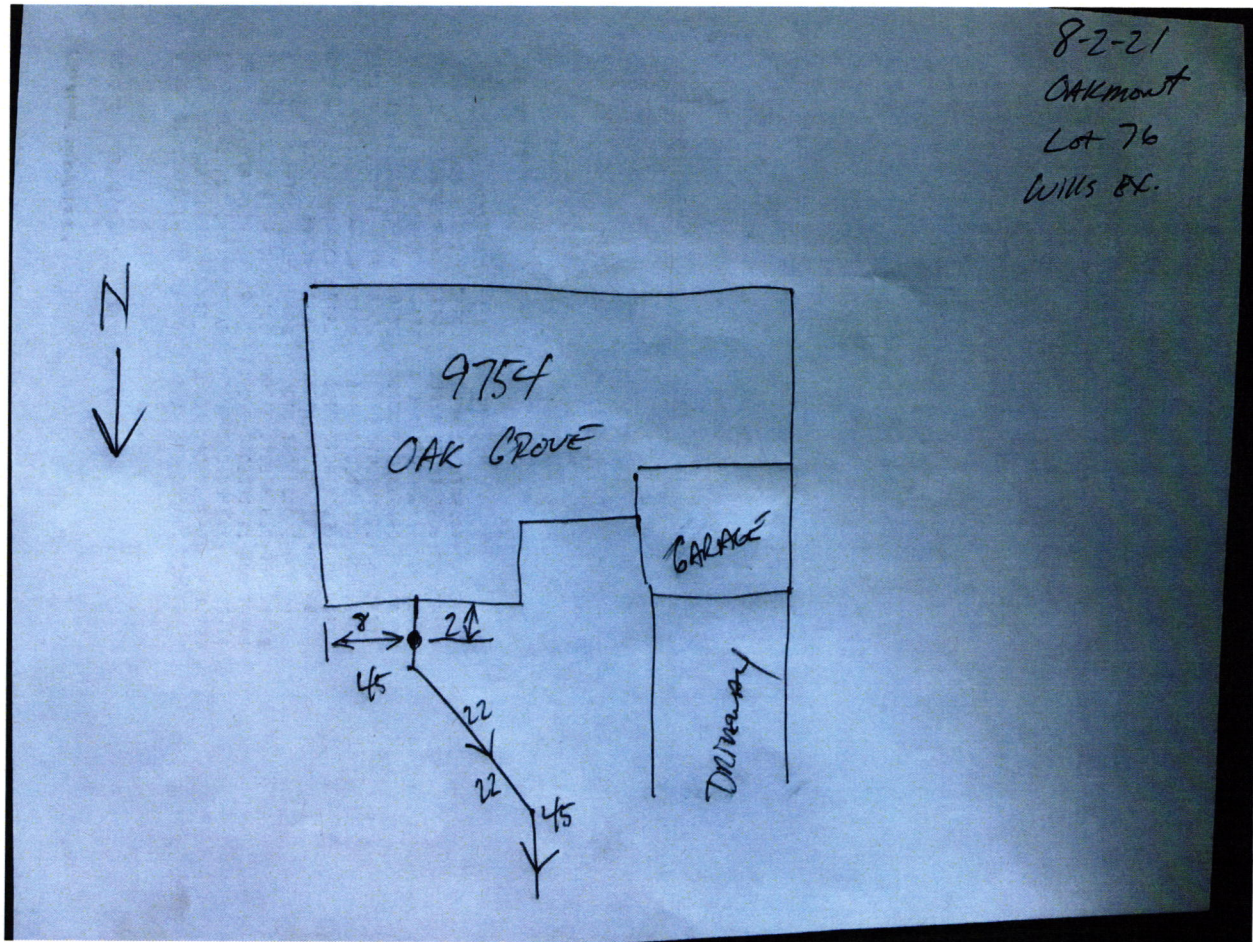 8-2-21
OAKmont
Lot 76
Wills EX.
N
9754
OAK GROVE
GARAGE
8
2
45
22
22
45
DRIVEWAY